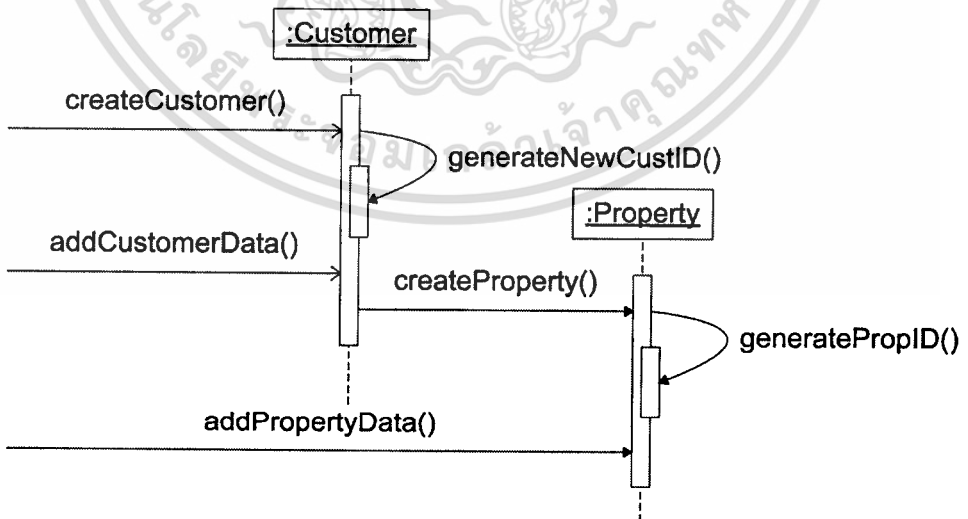 :Customer
createCustomer()
generateNewCustID()
:Property
addCustomerData()
createProperty()
generatePropID()
addPropertyData()